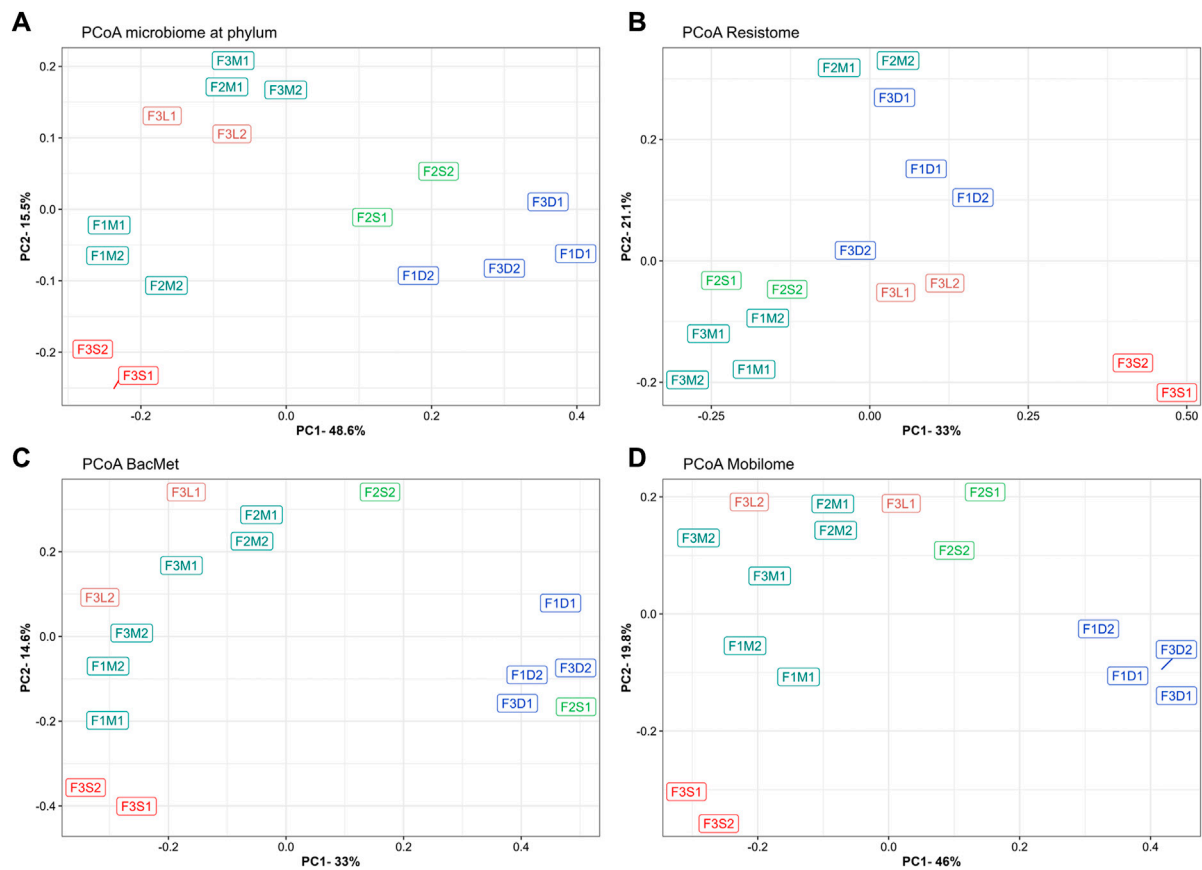 A
PCoA microbiome at phylum
F3M1
F2M1
F3M2
F3L1
F3L2
F2S2
F2S1
F3D1
F1M1
F1M2
F2M2
F1D2
F3D2
F1D1
F3S2
F3S1
0.2
0.1
0.0
-0.1
-0.2
PC2- 15.5%
-0.2
0.0
0.2
0.4
PC1- 48.6%
B
PCoA Resistome
F2M1
F2M2
F3D1
F1D1
F1D2
F3D2
F2S1
F2S2
F3L1
F3L2
F1M2
F3M1
F1M1
F3M2
F3S2
F3S1
0.2
0.0
-0.2
PC2- 21.1%
-0.25
0.00
0.25
0.50
PC1- 33%
C
PCoA BacMet
F3L1
F2S2
F2M1
F2M2
F3M1
F3L2
F1D1
F3M2
F1M2
F1D2
F3D2
F3D1
F2S1
F1M1
F3S2
F3S1
0.2
0.0
-0.2
-0.4
PC2- 14.6%
-0.2
0.0
0.2
0.4
PC1- 33%
D
PCoA Mobilome
F3L2
F2M1
F3L1
F2S1
F3M2
F2M2
F2S2
F3M1
F1M2
F1M1
F1D2
F3D2
F1D1
F3D1
F3S1
F3S2
0.2
0.0
-0.2
PC2- 19.8%
-0.2
0.0
0.2
0.4
PC1- 46%